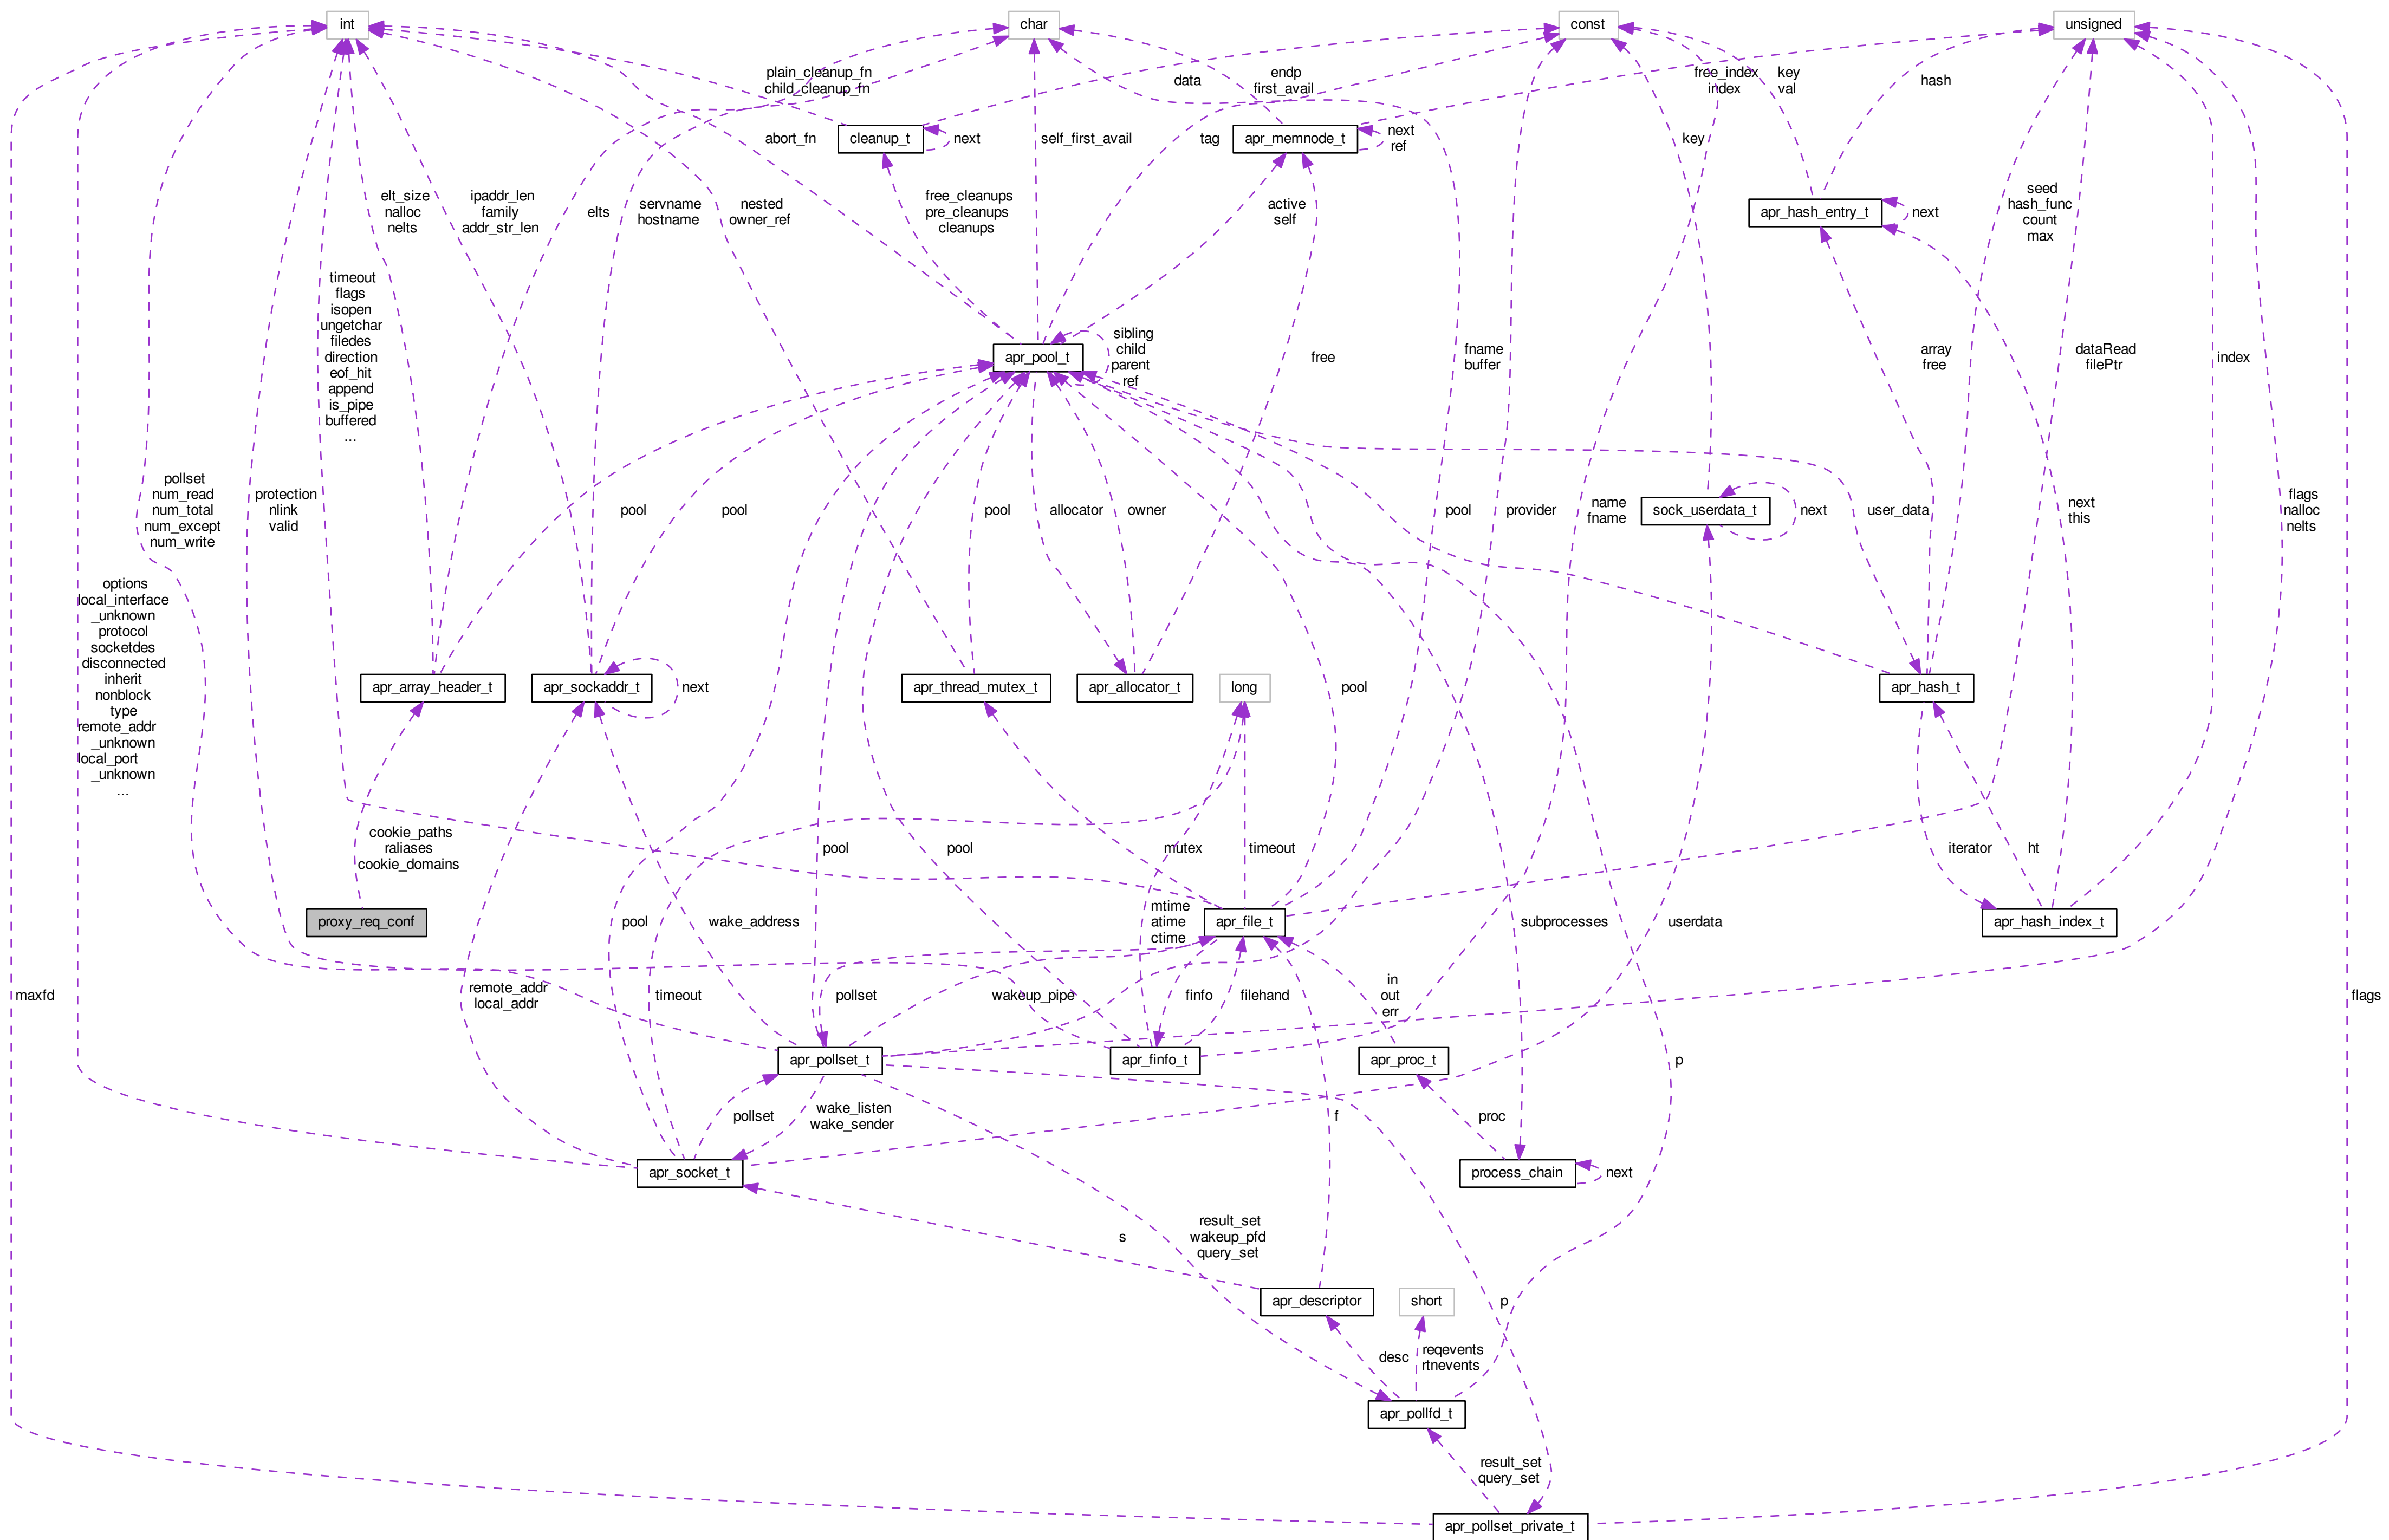 int
char
const
unsigned
plain_cleanup_fn
child_cleanup_fn
data
endp
first_avail
free_index
index
key
val
hash
abort_fn
cleanup_t
next
self_first_avail
tag
apr_memnode_t
next
ref
key
elt_size
nalloc
nelts
ipaddr_len
family
addr_str_len
elts
servname
hostname
nested
owner_ref
free_cleanups
pre_cleanups
cleanups
active
self
apr_hash_entry_t
next
seed
hash_func
count
max
timeout
flags
isopen
ungetchar
filedes
direction
eof_hit
append
is_pipe
buffered
...
apr_pool_t
sibling
child
parent
ref
free
fname
buffer
array
free
dataRead
filePtr
index
pollset
num_read
num_total
num_except
num_write
protection
nlink
valid
pool
pool
pool
allocator
owner
pool
provider
name
fname
sock_userdata_t
next
user_data
next
this
flags
nalloc
nelts
options
local_interface
_unknown
protocol
socketdes
disconnected
inherit
nonblock
type
remote_addr
_unknown
local_port
_unknown
...
apr_array_header_t
apr_sockaddr_t
next
apr_thread_mutex_t
apr_allocator_t
long
pool
apr_hash_t
cookie_paths
raliases
cookie_domains
pool
pool
mutex
timeout
iterator
ht
proxy_req_conf
pool
wake_address
mtime
atime
ctime
apr_file_t
subprocesses
userdata
apr_hash_index_t
maxfd
remote_addr
local_addr
timeout
pollset
wakeup_pipe
finfo
filehand
in
out
err
flags
apr_pollset_t
apr_finfo_t
apr_proc_t
p
pollset
wake_listen
wake_sender
f
proc
apr_socket_t
process_chain
next
s
result_set
wakeup_pfd
query_set
apr_descriptor
short
p
desc
reqevents
rtnevents
apr_pollfd_t
result_set
query_set
apr_pollset_private_t